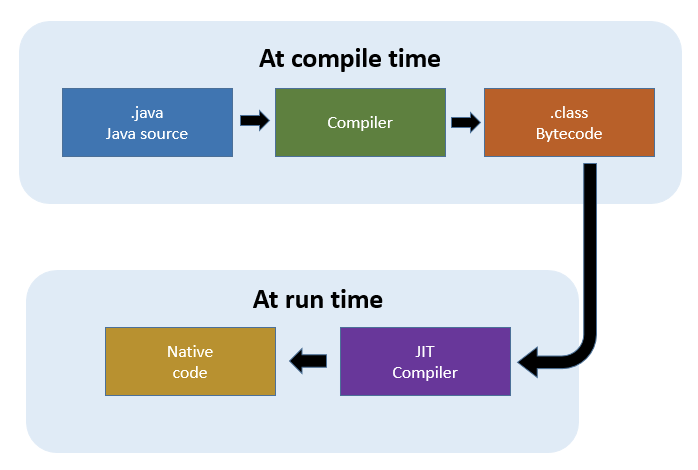 At compile time
.java
Java source
Compiler
.class
Bytecode
At run time
Native
code
JIT
Compiler